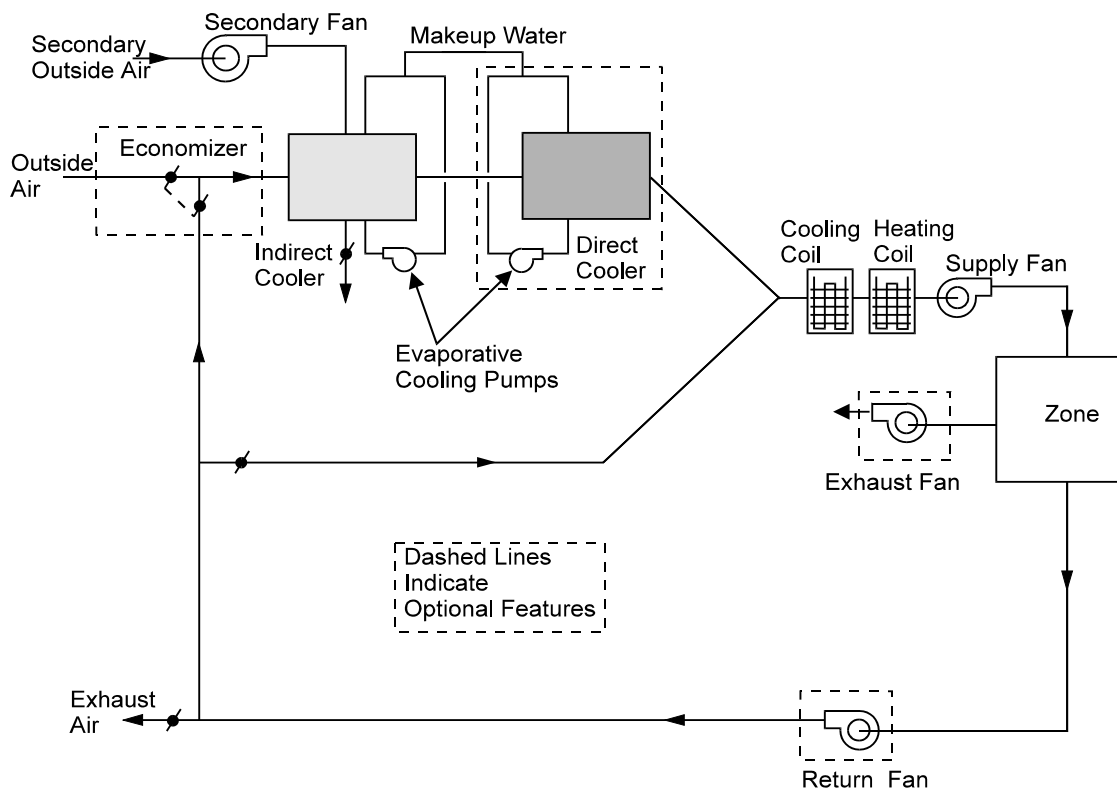 Secondary Fan
Makeup Water
Secondary
Outside Air
Economizer
Outside
Air
Indirect
Cooler
Direct
Cooler
Cooling
Coil
Heating
Coil
Supply Fan
Evaporative
Cooling Pumps
Zone
Exhaust Fan
Dashed Lines
Indicate
Optional Features
Exhaust
Air
Return Fan